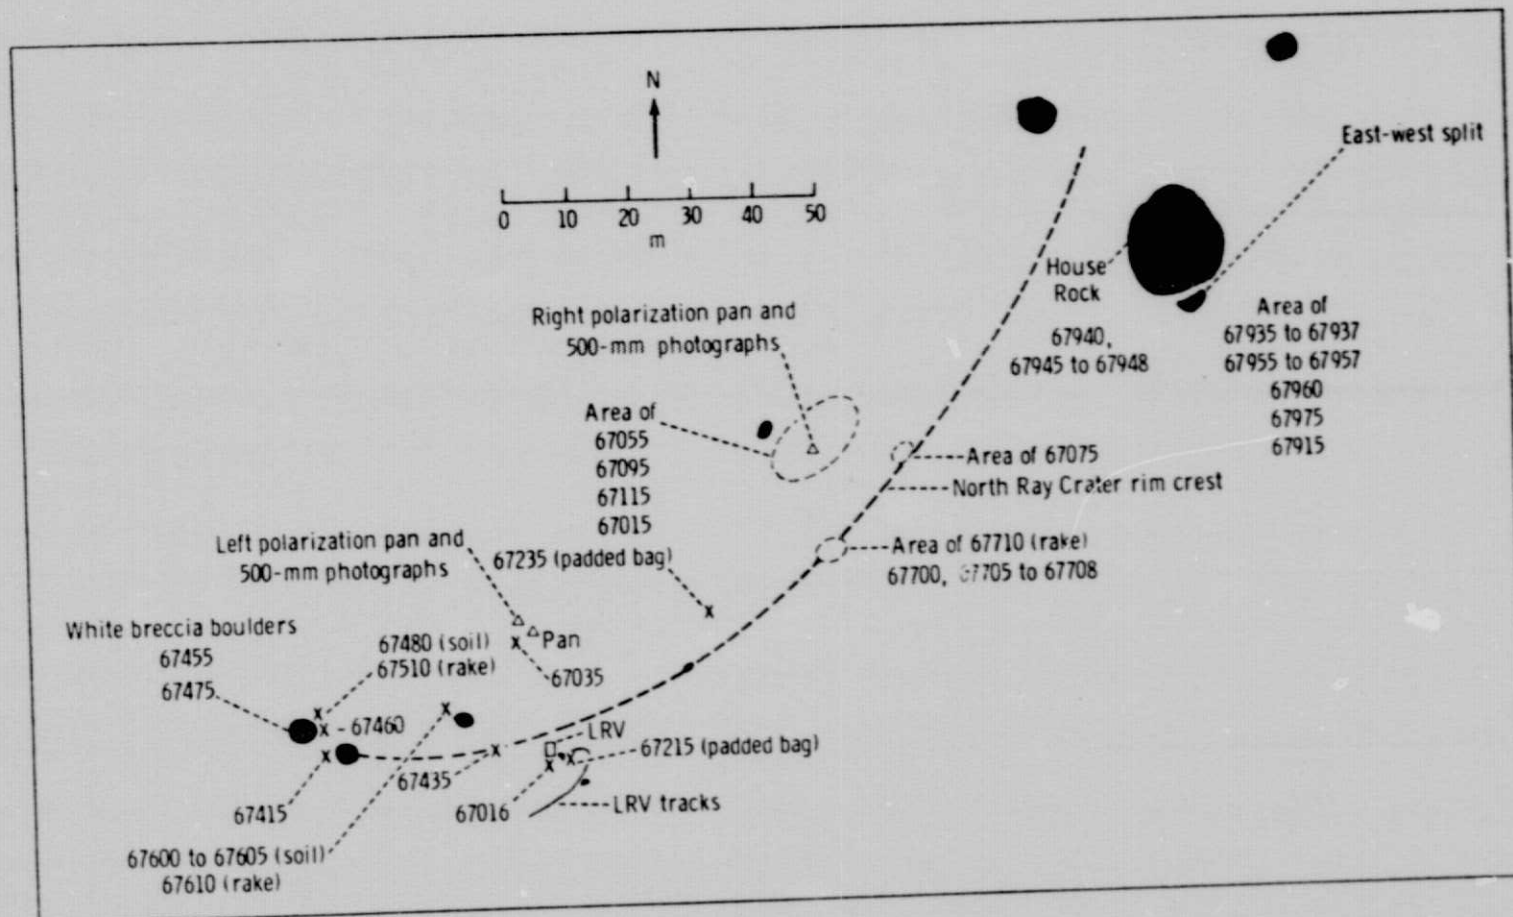 N
0 10 20 30 40 50
m
East-west split
House
Rock
67940,
67945 to 67948
Area of
67935 to 67937
67955 to 67957
67960
67975
67915
Right polarization pan and
500-mm photographs
Area of
67055
67095
67115
67015
67235 (padded bag)
Area of 67075
North Ray Crater rim crest
Area of 67710 (rake)
67700, 67705 to 67708
Left polarization pan and
500-mm photographs
Pan
67035
White breccia boulders
67455
67475
67480 (soil)
67510 (rake)
67460
LRV
67215 (padded bag)
67435
67415
67016
LRV tracks
67600 to 67605 (soil)
67610 (rake)